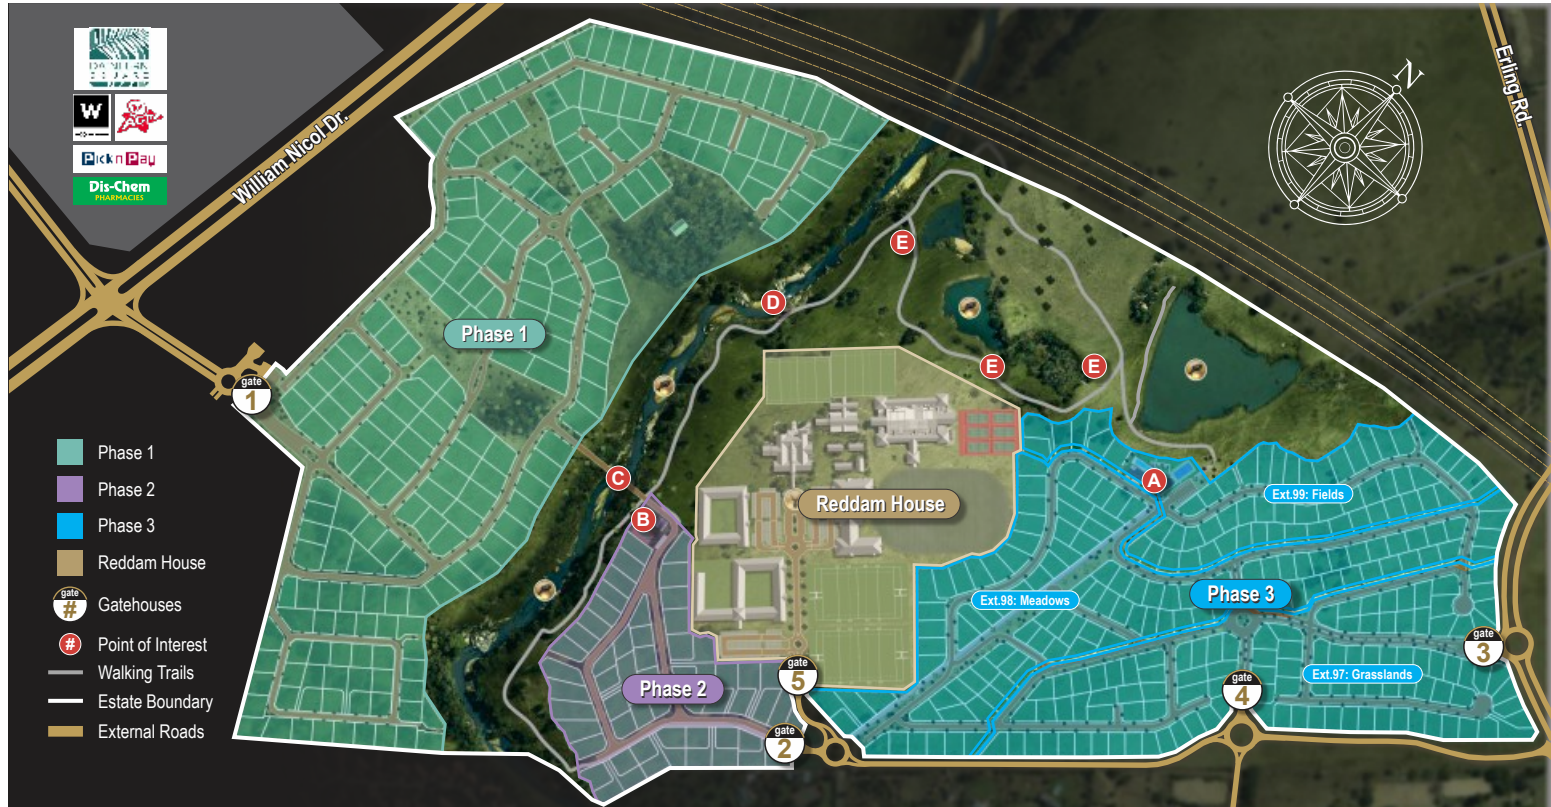 DAINFERN
SQUARE
W
Pick n Pay
Dis-Chem
PHARMACIES
William Nicol Dr.
Erling Rd.
N
Phase 1
gate
1
E
D
E
E
C
B
A
Reddam House
Ext.99: Fields
Ext.98: Meadows
Phase 3
Ext.97: Grasslands
Phase 2
gate
5
gate
2
gate
4
gate
3
Phase 1
Phase 2
Phase 3
Reddam House
gate
#
Gatehouses
#
Point of Interest
Walking Trails
Estate Boundary
External Roads